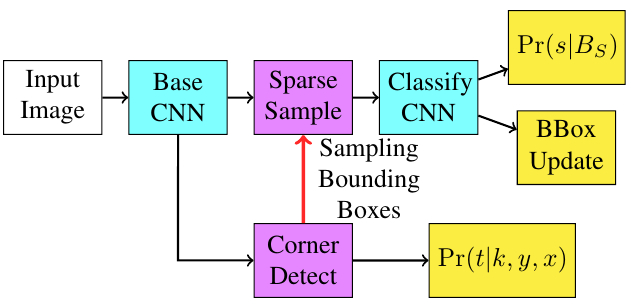 Input
Image
Base
CNN
Sparse
Sample
Classify
CNN
Pr(s|B_S)
BBox
Update
Sampling
Bounding
Boxes
Corner
Detect
Pr(t|k, y, x)